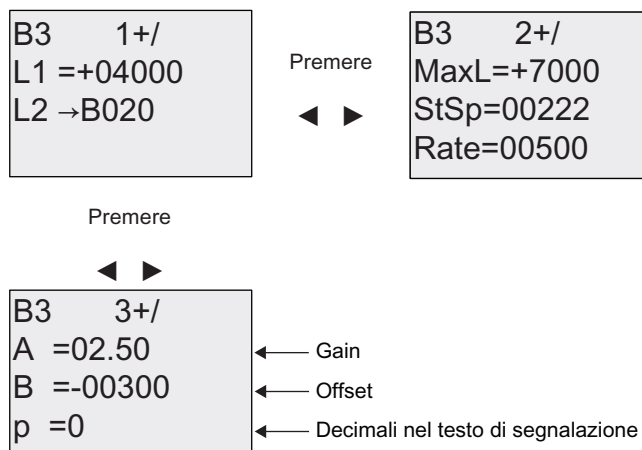 B3 1+/
L1 =+04000
L2 →B020
Premere
◄ ►
B3 2+/
MaxL=+7000
StSp=00222
Rate=00500
Premere
◄ ►
B3 3+/
A =02.50
B =-00300
p =0
Gain
Offset
Decimali nel testo di segnalazione